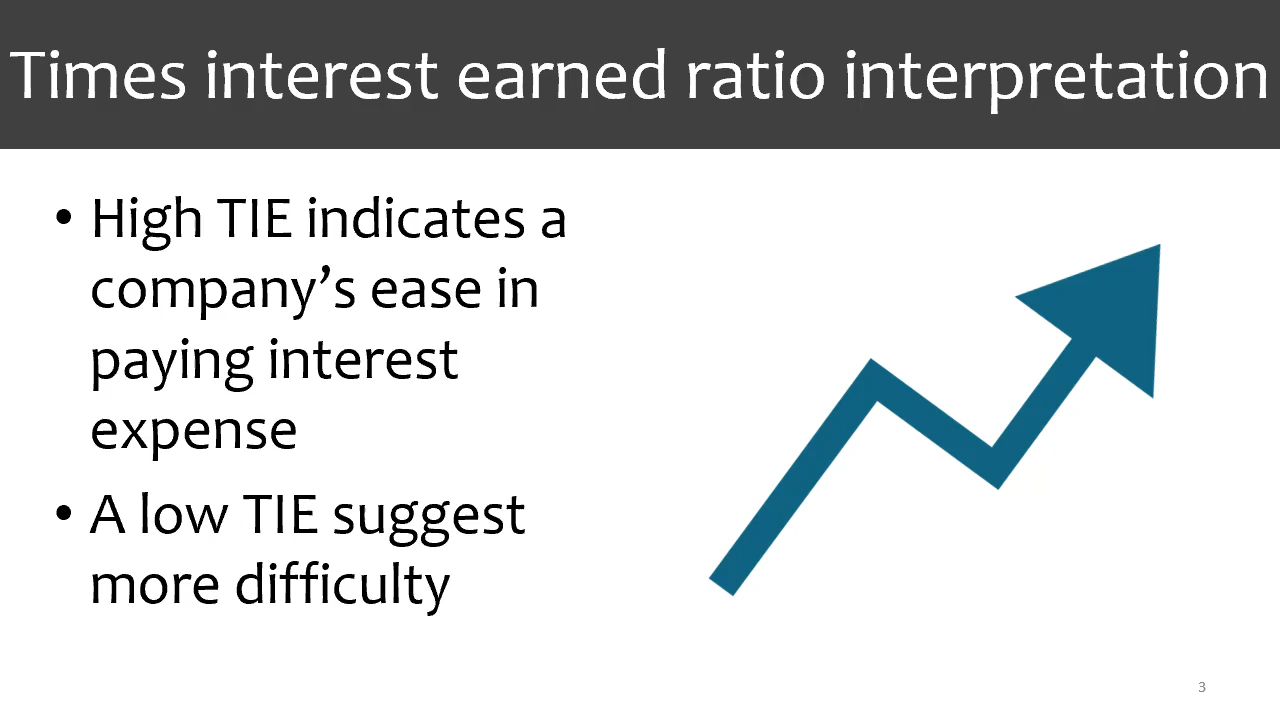 Times interest earned ratio interpretation
• High TIE indicates a
company’s ease in
paying interest
expense
• A low TIE suggest
more difficulty
3